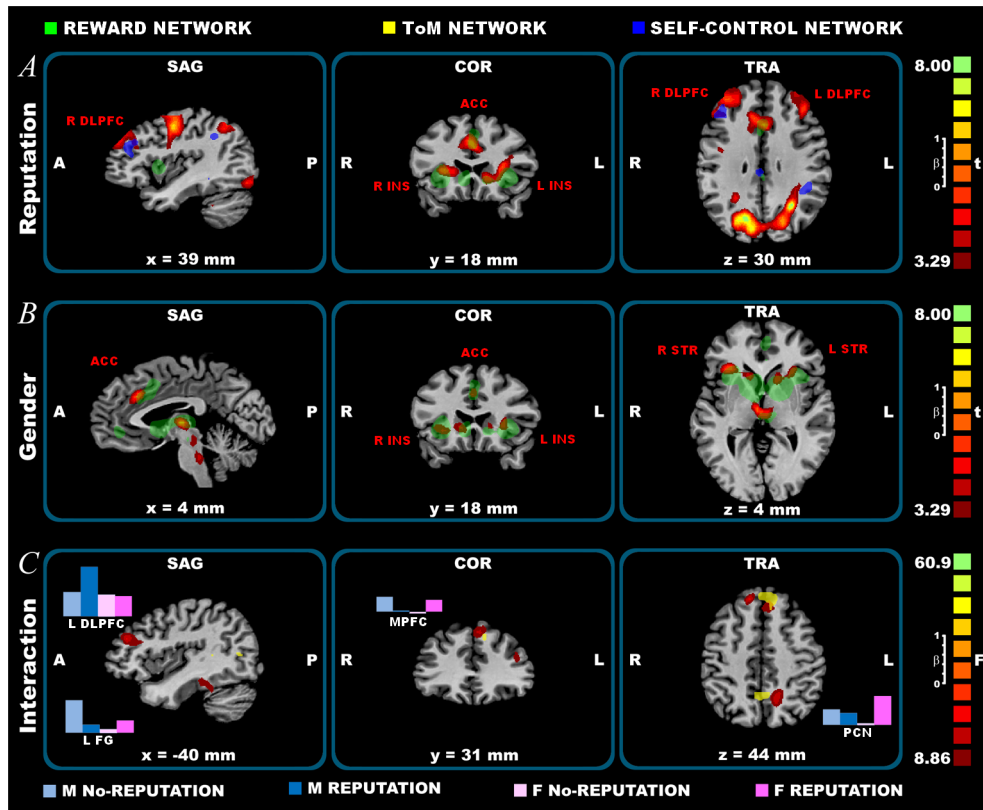 REWARD NETWORK ToM NETWORK SELF-CONTROL NETWORK
A
Reputation
SAG
R DLPFC
A P
x = 39 mm
COR
ACC
R L
R INS L INS
y = 18 mm
TRA
R DLPFC L DLPFC
R L
z = 30 mm
8.00
1
β
0
t
3.29
B
Gender
SAG
ACC
A P
x = 4 mm
COR
ACC
R L
R INS L INS
y = 18 mm
TRA
R STR L STR
R L
z = 4 mm
8.00
1
β
0
t
3.29
C
Interaction
SAG
L DLPFC
A P
L FG
x = -40 mm
COR
MPFC
R L
y = 31 mm
TRA
R L
PCN
z = 44 mm
60.9
1
β
0
F
8.86
M No-REPUTATION M REPUTATION F No-REPUTATION F REPUTATION